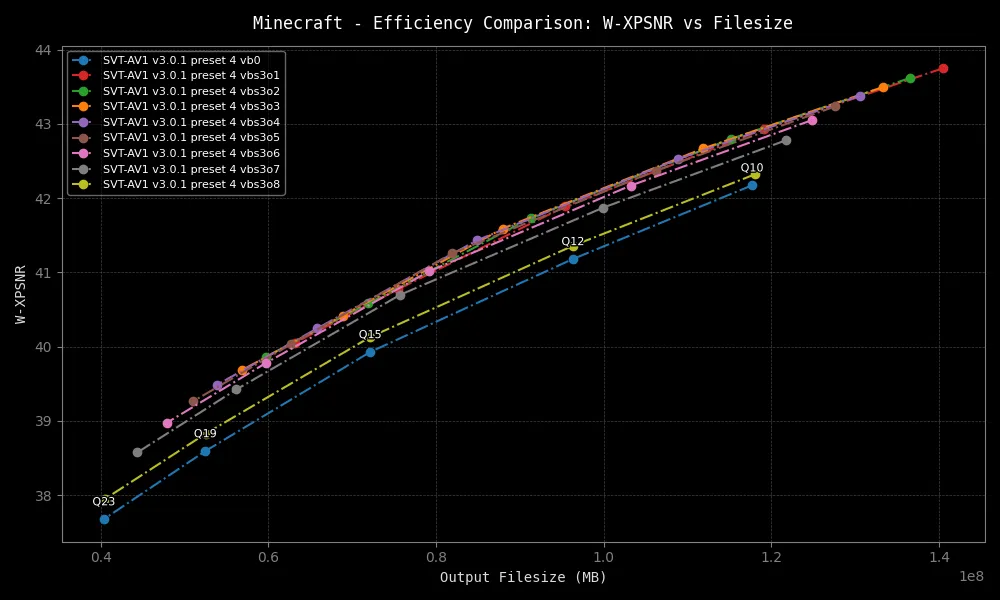 Minecraft - Efficiency Comparison: W-XPSNR vs Filesize
44
43
42
41
40
39
38
W-XPSNR
SVT-AV1 v3.0.1 preset 4 vb0
SVT-AV1 v3.0.1 preset 4 vbs3o1
SVT-AV1 v3.0.1 preset 4 vbs3o2
SVT-AV1 v3.0.1 preset 4 vbs3o3
SVT-AV1 v3.0.1 preset 4 vbs3o4
SVT-AV1 v3.0.1 preset 4 vbs3o5
SVT-AV1 v3.0.1 preset 4 vbs3o6
SVT-AV1 v3.0.1 preset 4 vbs3o7
SVT-AV1 v3.0.1 preset 4 vbs3o8
Q10
Q12
Q15
Q19
Q23
0.4 0.6 0.8 1.0 1.2 1.4
1e8
Output Filesize (MB)